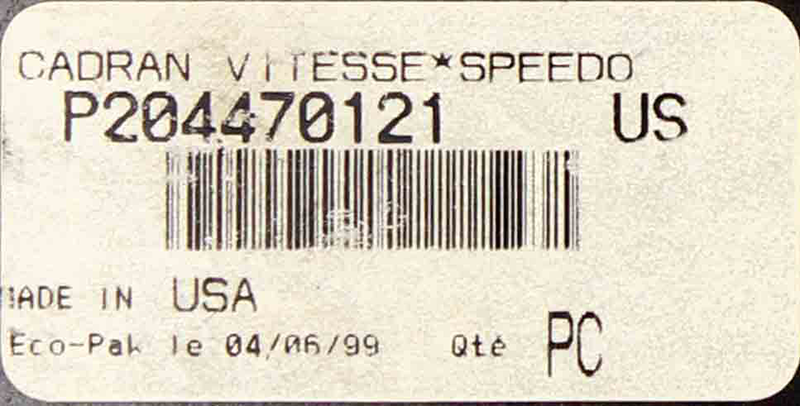 CADRAN VITESSE*SPEEDO
P204470121 US
MADE IN USA
Eco-Pak le 04/06/99 Qté PC